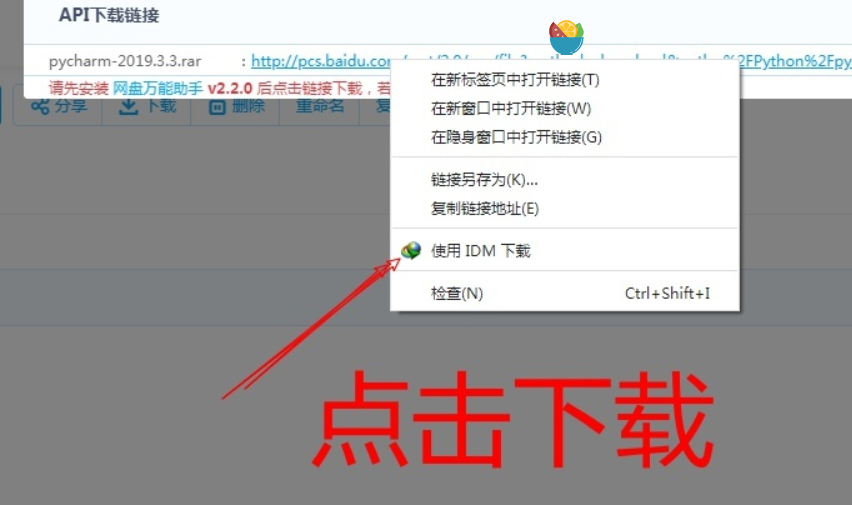 API下载链接
pycharm-2019.3.3.rar : http://pcs.baidu.co %2FPython%2Fpy
请先安装 网盘万能助手 v2.2.0 后点击链接下载，若
分享 下载 删除 重命名 复
在新标签页中打开链接(T)
在新窗口中打开链接(W)
在隐身窗口中打开链接(G)
链接另存为(K)...
复制链接地址(E)
使用 IDM 下载
检查(N) Ctrl+Shift+I
点击下载